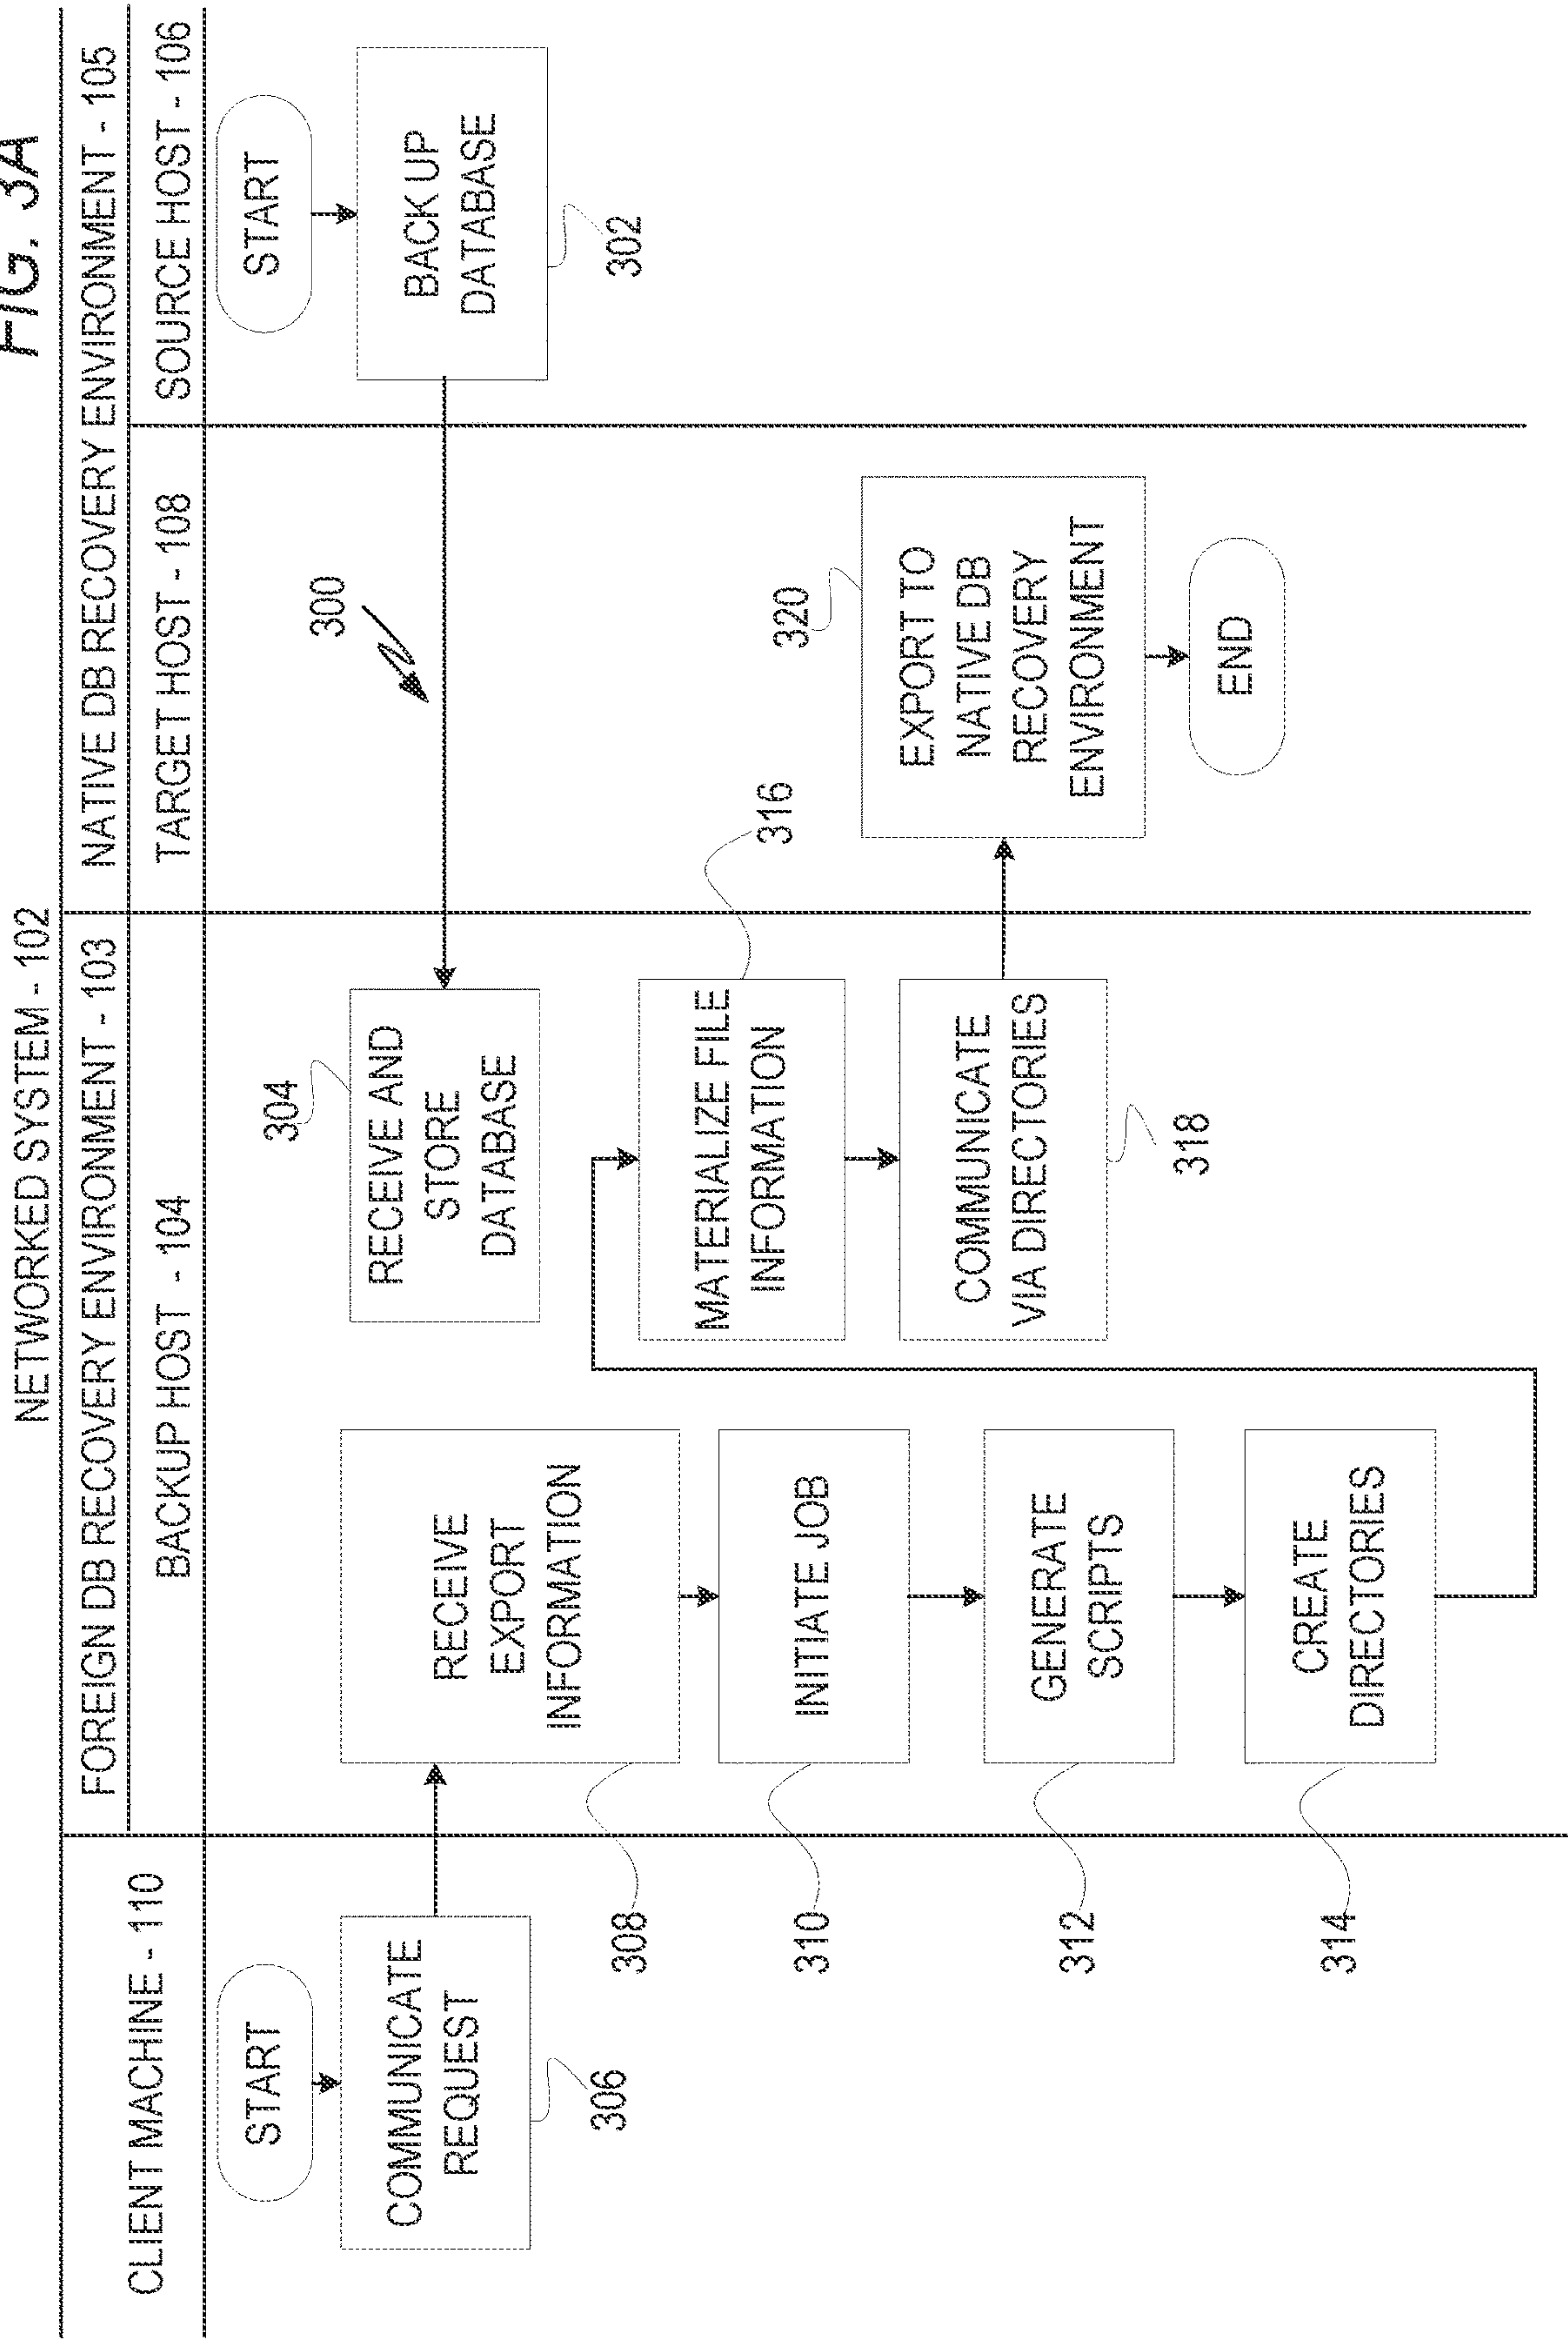 FIG. 3A
NETWORKED SYSTEM - 102
CLIENT MACHINE - 110
FOREIGN DB RECOVERY ENVIRONMENT - 103
NATIVE DB RECOVERY ENVIRONMENT - 105
BACKUP HOST - 104
TARGET HOST - 108
SOURCE HOST - 106
START
COMMUNICATE
REQUEST
306
RECEIVE
EXPORT
INFORMATION
308
INITIATE JOB
310
GENERATE
SCRIPTS
312
CREATE
DIRECTORIES
314
304
RECEIVE AND
STORE
DATABASE
MATERIALIZE FILE
INFORMATION
316
COMMUNICATE
VIA DIRECTORIES
318
300
320
EXPORT TO
NATIVE DB
RECOVERY
ENVIRONMENT
END
START
BACK UP
DATABASE
302